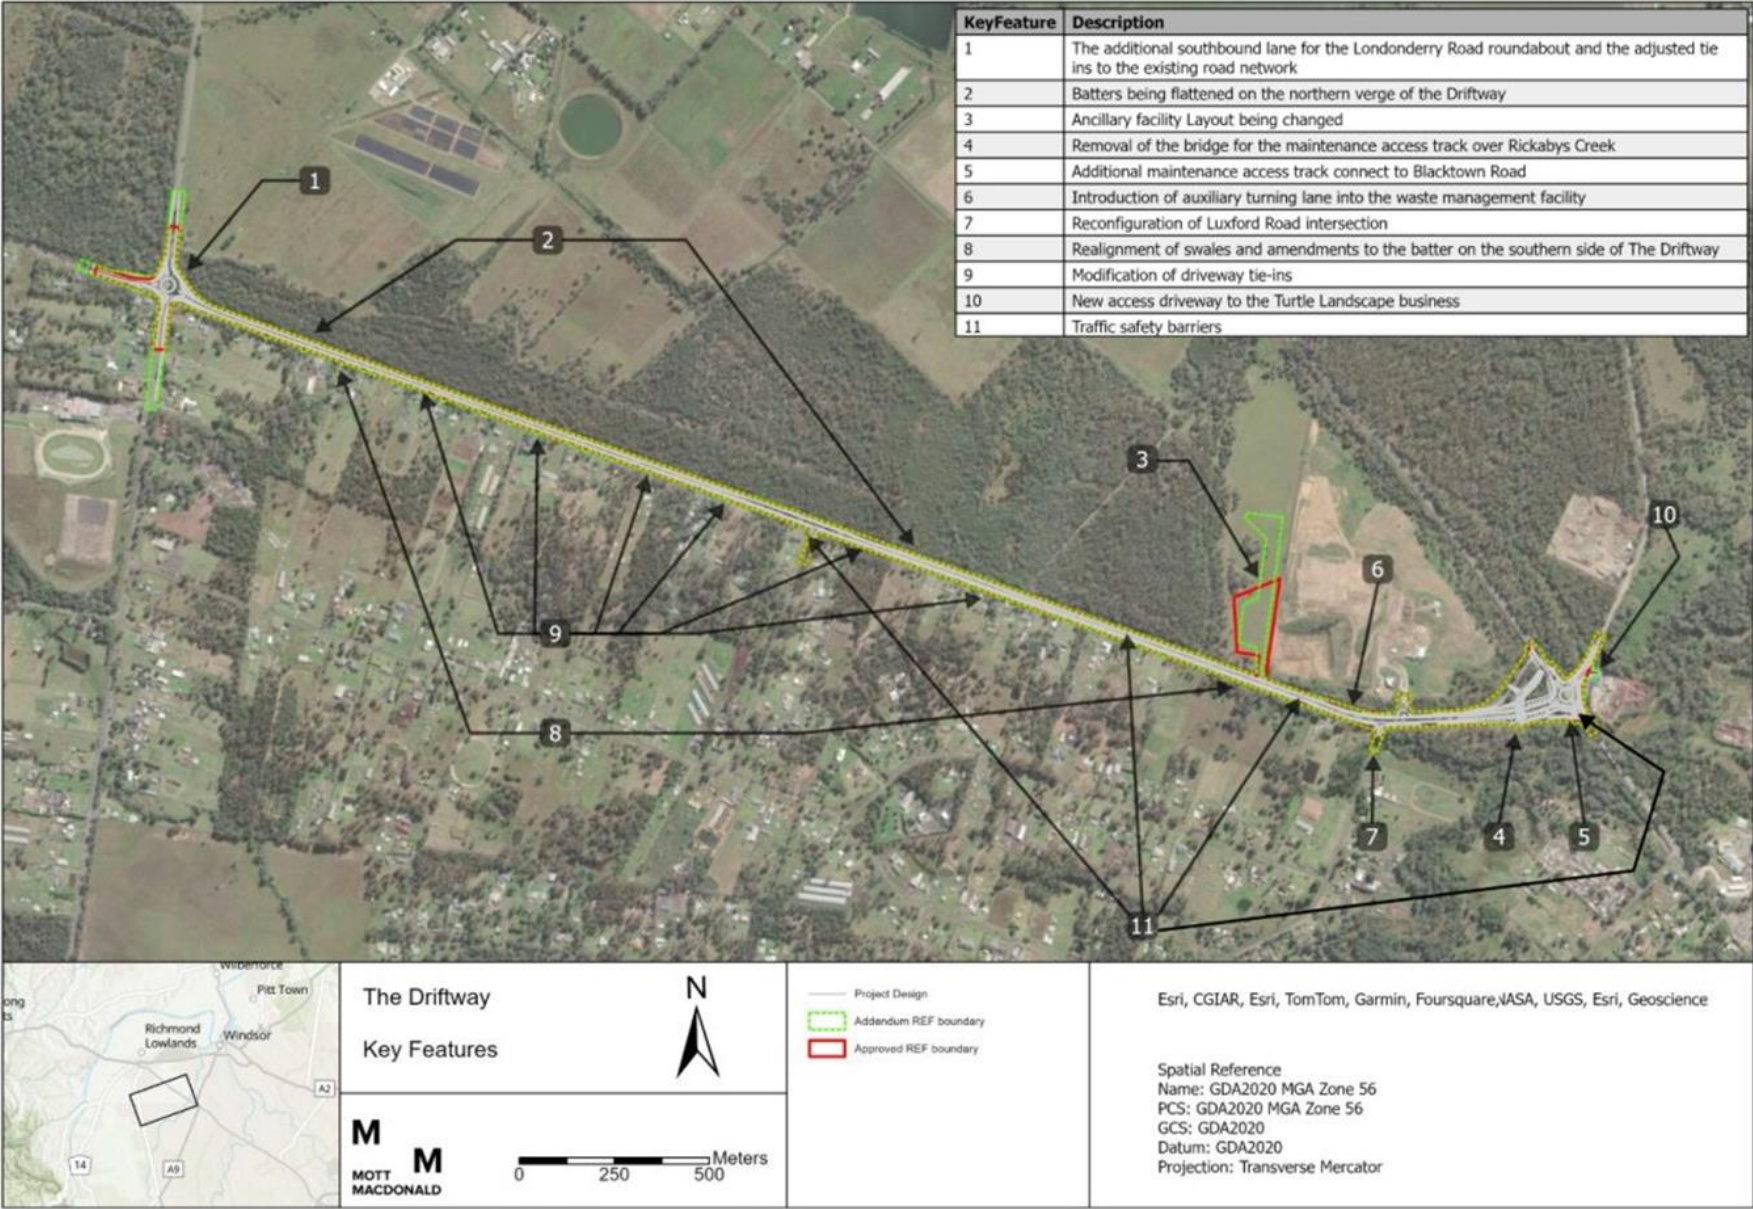 KeyFeature Description
1 The additional southbound lane for the Londonderry Road roundabout and the adjusted tie
ins to the existing road network
2 Batters being flattened on the northern verge of the Driftway
3 Ancillary facility Layout being changed
4 Removal of the bridge for the maintenance access track over Rickabys Creek
5 Additional maintenance access track connect to Blacktown Road
6 Introduction of auxiliary turning lane into the waste management facility
7 Reconfiguration of Luxford Road intersection
8 Realignment of swales and amendments to the batter on the southern side of The Driftway
9 Modification of driveway tie-ins
10 New access driveway to the Turtle Landscape business
11 Traffic safety barriers
1
2
3
10
6
9
8
7
4
5
11
Pitt Town
Richmond
Lowlands
Windsor
A2
14
A9
The Driftway
Key Features
N
M
M
MOTT
MACDONALD
Meters
0 250 500
Project Design
Addendum REF boundary
Approved REF boundary
Esri, CGIAR, Esri, TomTom, Garmin, Foursquare, USGS, Esri, Geoscience
Spatial Reference
Name: GDA2020 MGA Zone 56
PCS: GDA2020 MGA Zone 56
GCS: GDA2020
Datum: GDA2020
Projection: Transverse Mercator